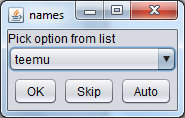 names
Pick option from list
teemu
OK Skip Auto